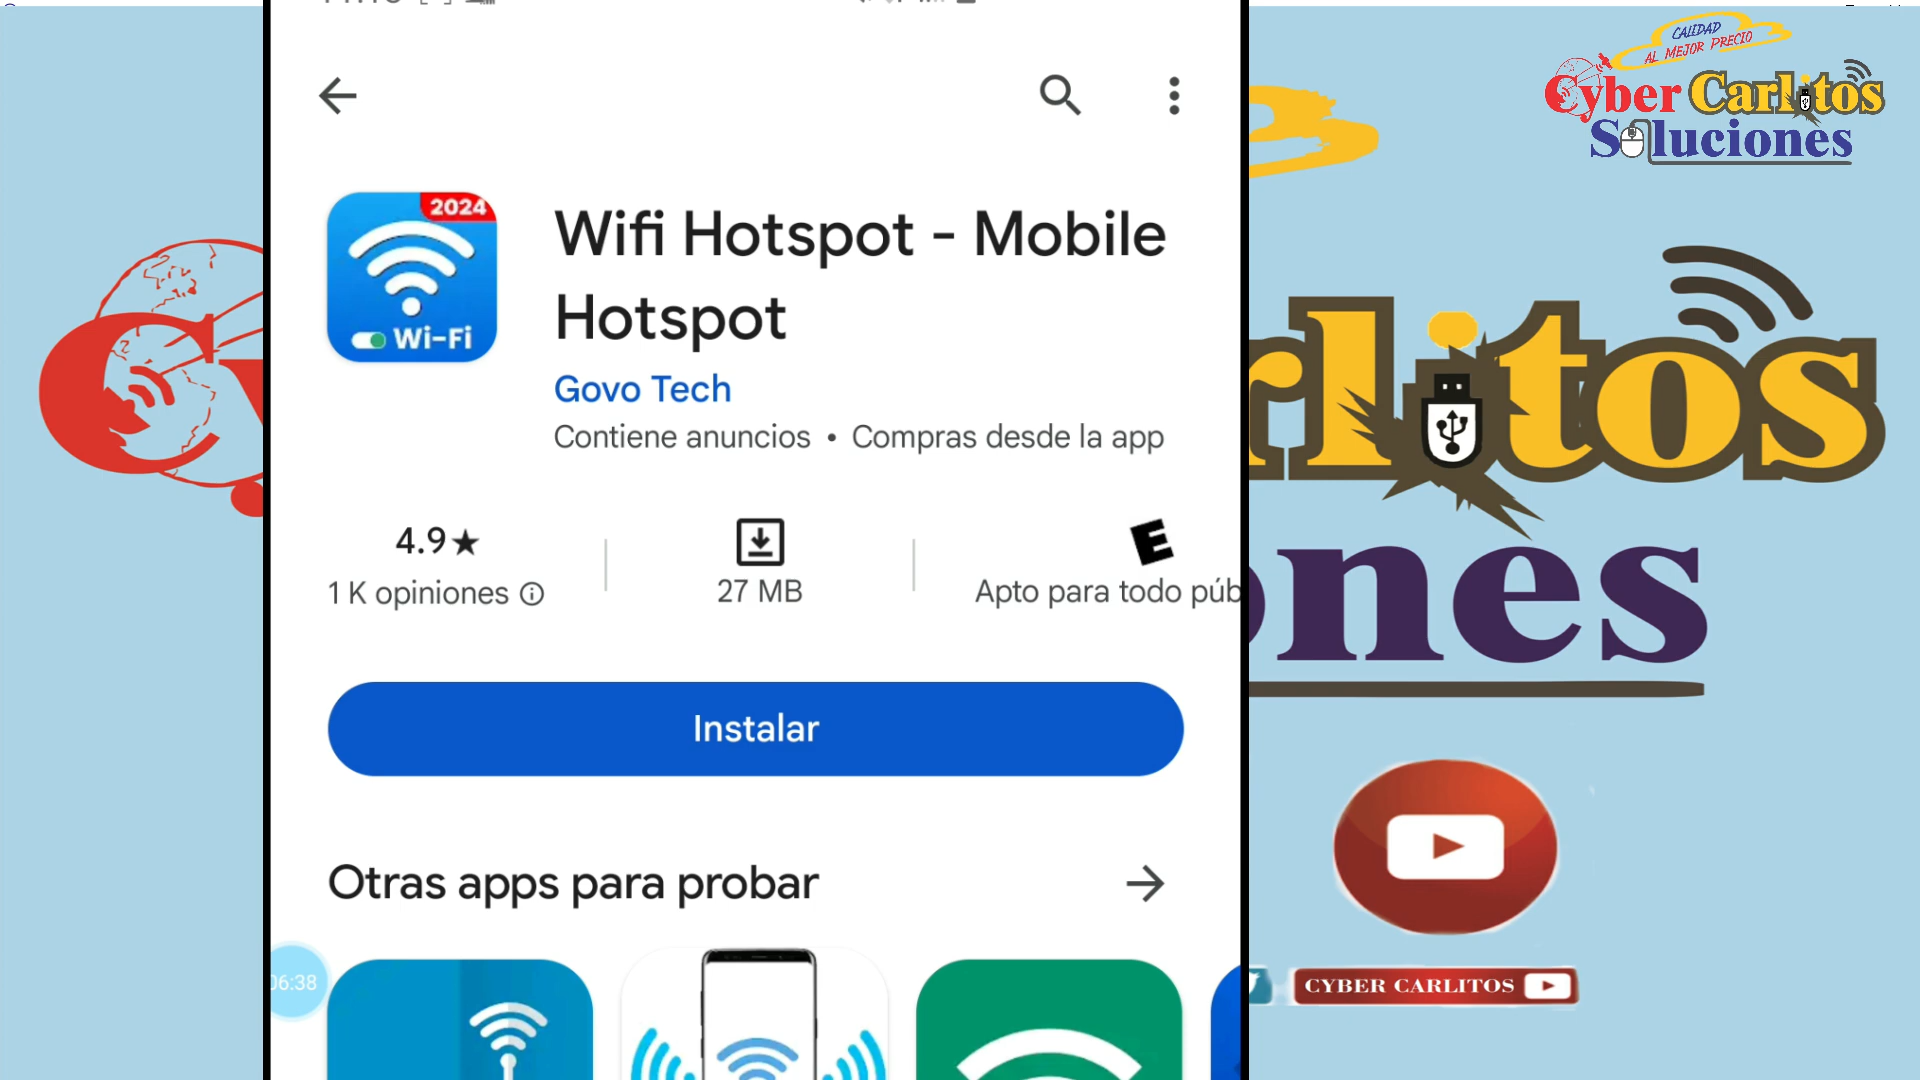 CALIDAD
AL MEJOR PRECIO
Cyber Carlitos
Soluciones
2024
Wi-Fi
Wifi Hotspot - Mobile
Hotspot
Govo Tech
Contiene anuncios • Compras desde la app
4.9★
1 K opiniones
27 MB
E
Apto para todo púb
Instalar
Otras apps para probar
06:38
rlitos
ones
CYBER CARLITOS